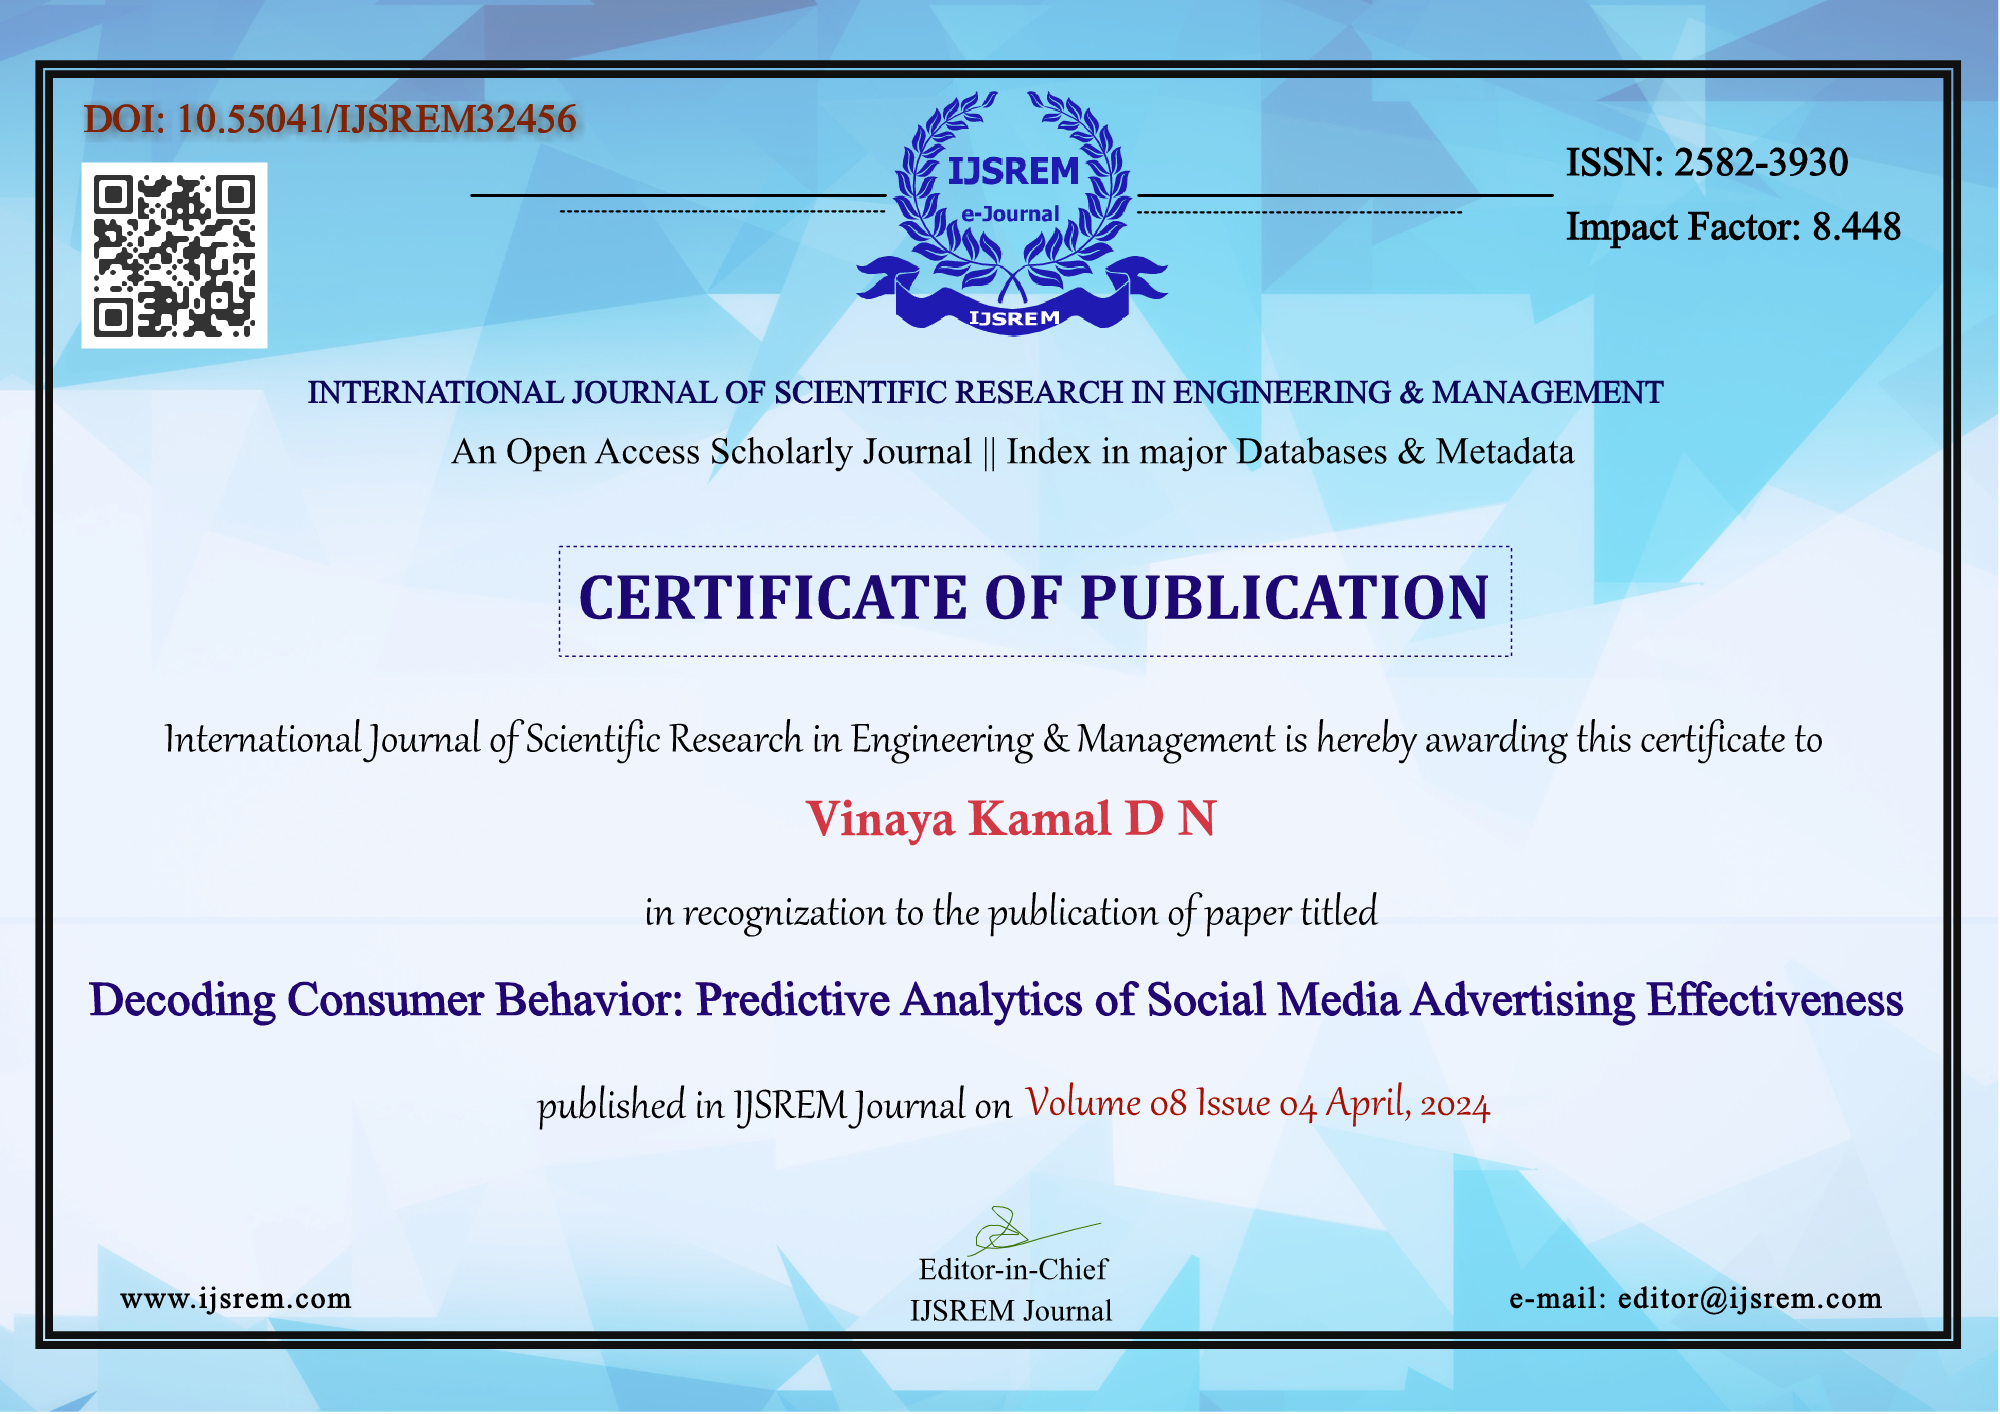 DOI: 10.55041/IJSREM32456
IJSREM
e-Journal
IJSREM
ISSN: 2582-3930
Impact Factor: 8.448
INTERNATIONAL JOURNAL OF SCIENTIFIC RESEARCH IN ENGINEERING & MANAGEMENT
An Open Access Scholarly Journal || Index in major Databases & Metadata
CERTIFICATE OF PUBLICATION
International Journal of Scientific Research in Engineering & Management is hereby awarding this certificate to
Vinaya Kamal D N
in recognization to the publication of paper titled
Decoding Consumer Behavior: Predictive Analytics of Social Media Advertising Effectiveness
published in IJSREM Journal on Volume 08 Issue 04 April, 2024
Editor-in-Chief
IJSREM Journal
www.ijsrem.com
e-mail: editor@ijsrem.com